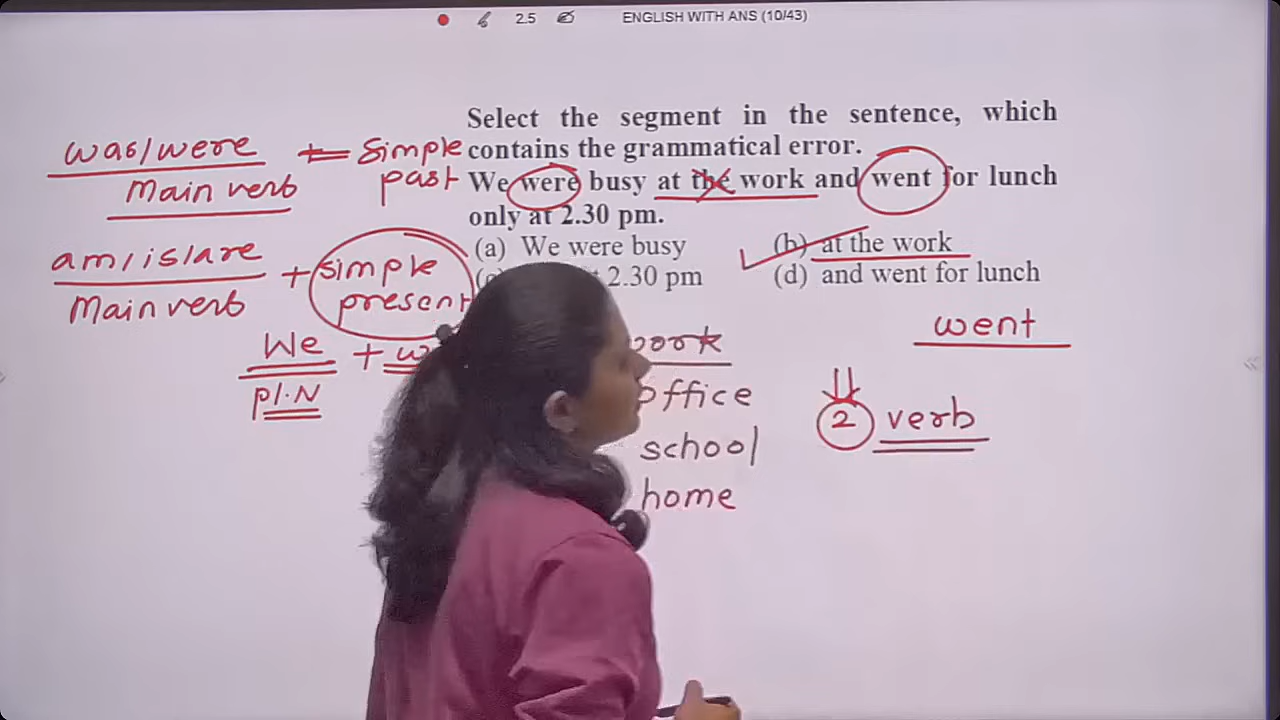 2.5 ENGLISH WITH ANS (10/43)
Select the segment in the sentence, which
contains the grammatical error.
We were busy at the work and went for lunch
only at 2.30 pm.
(a) We were busy
(b) at the work
2.30 pm
(d) and went for lunch
was/were
Main verb
+ simple
past
am/is/are
Main verb
+ simple
present
We +
Pl.N
work
office
school
home
went
2 verb